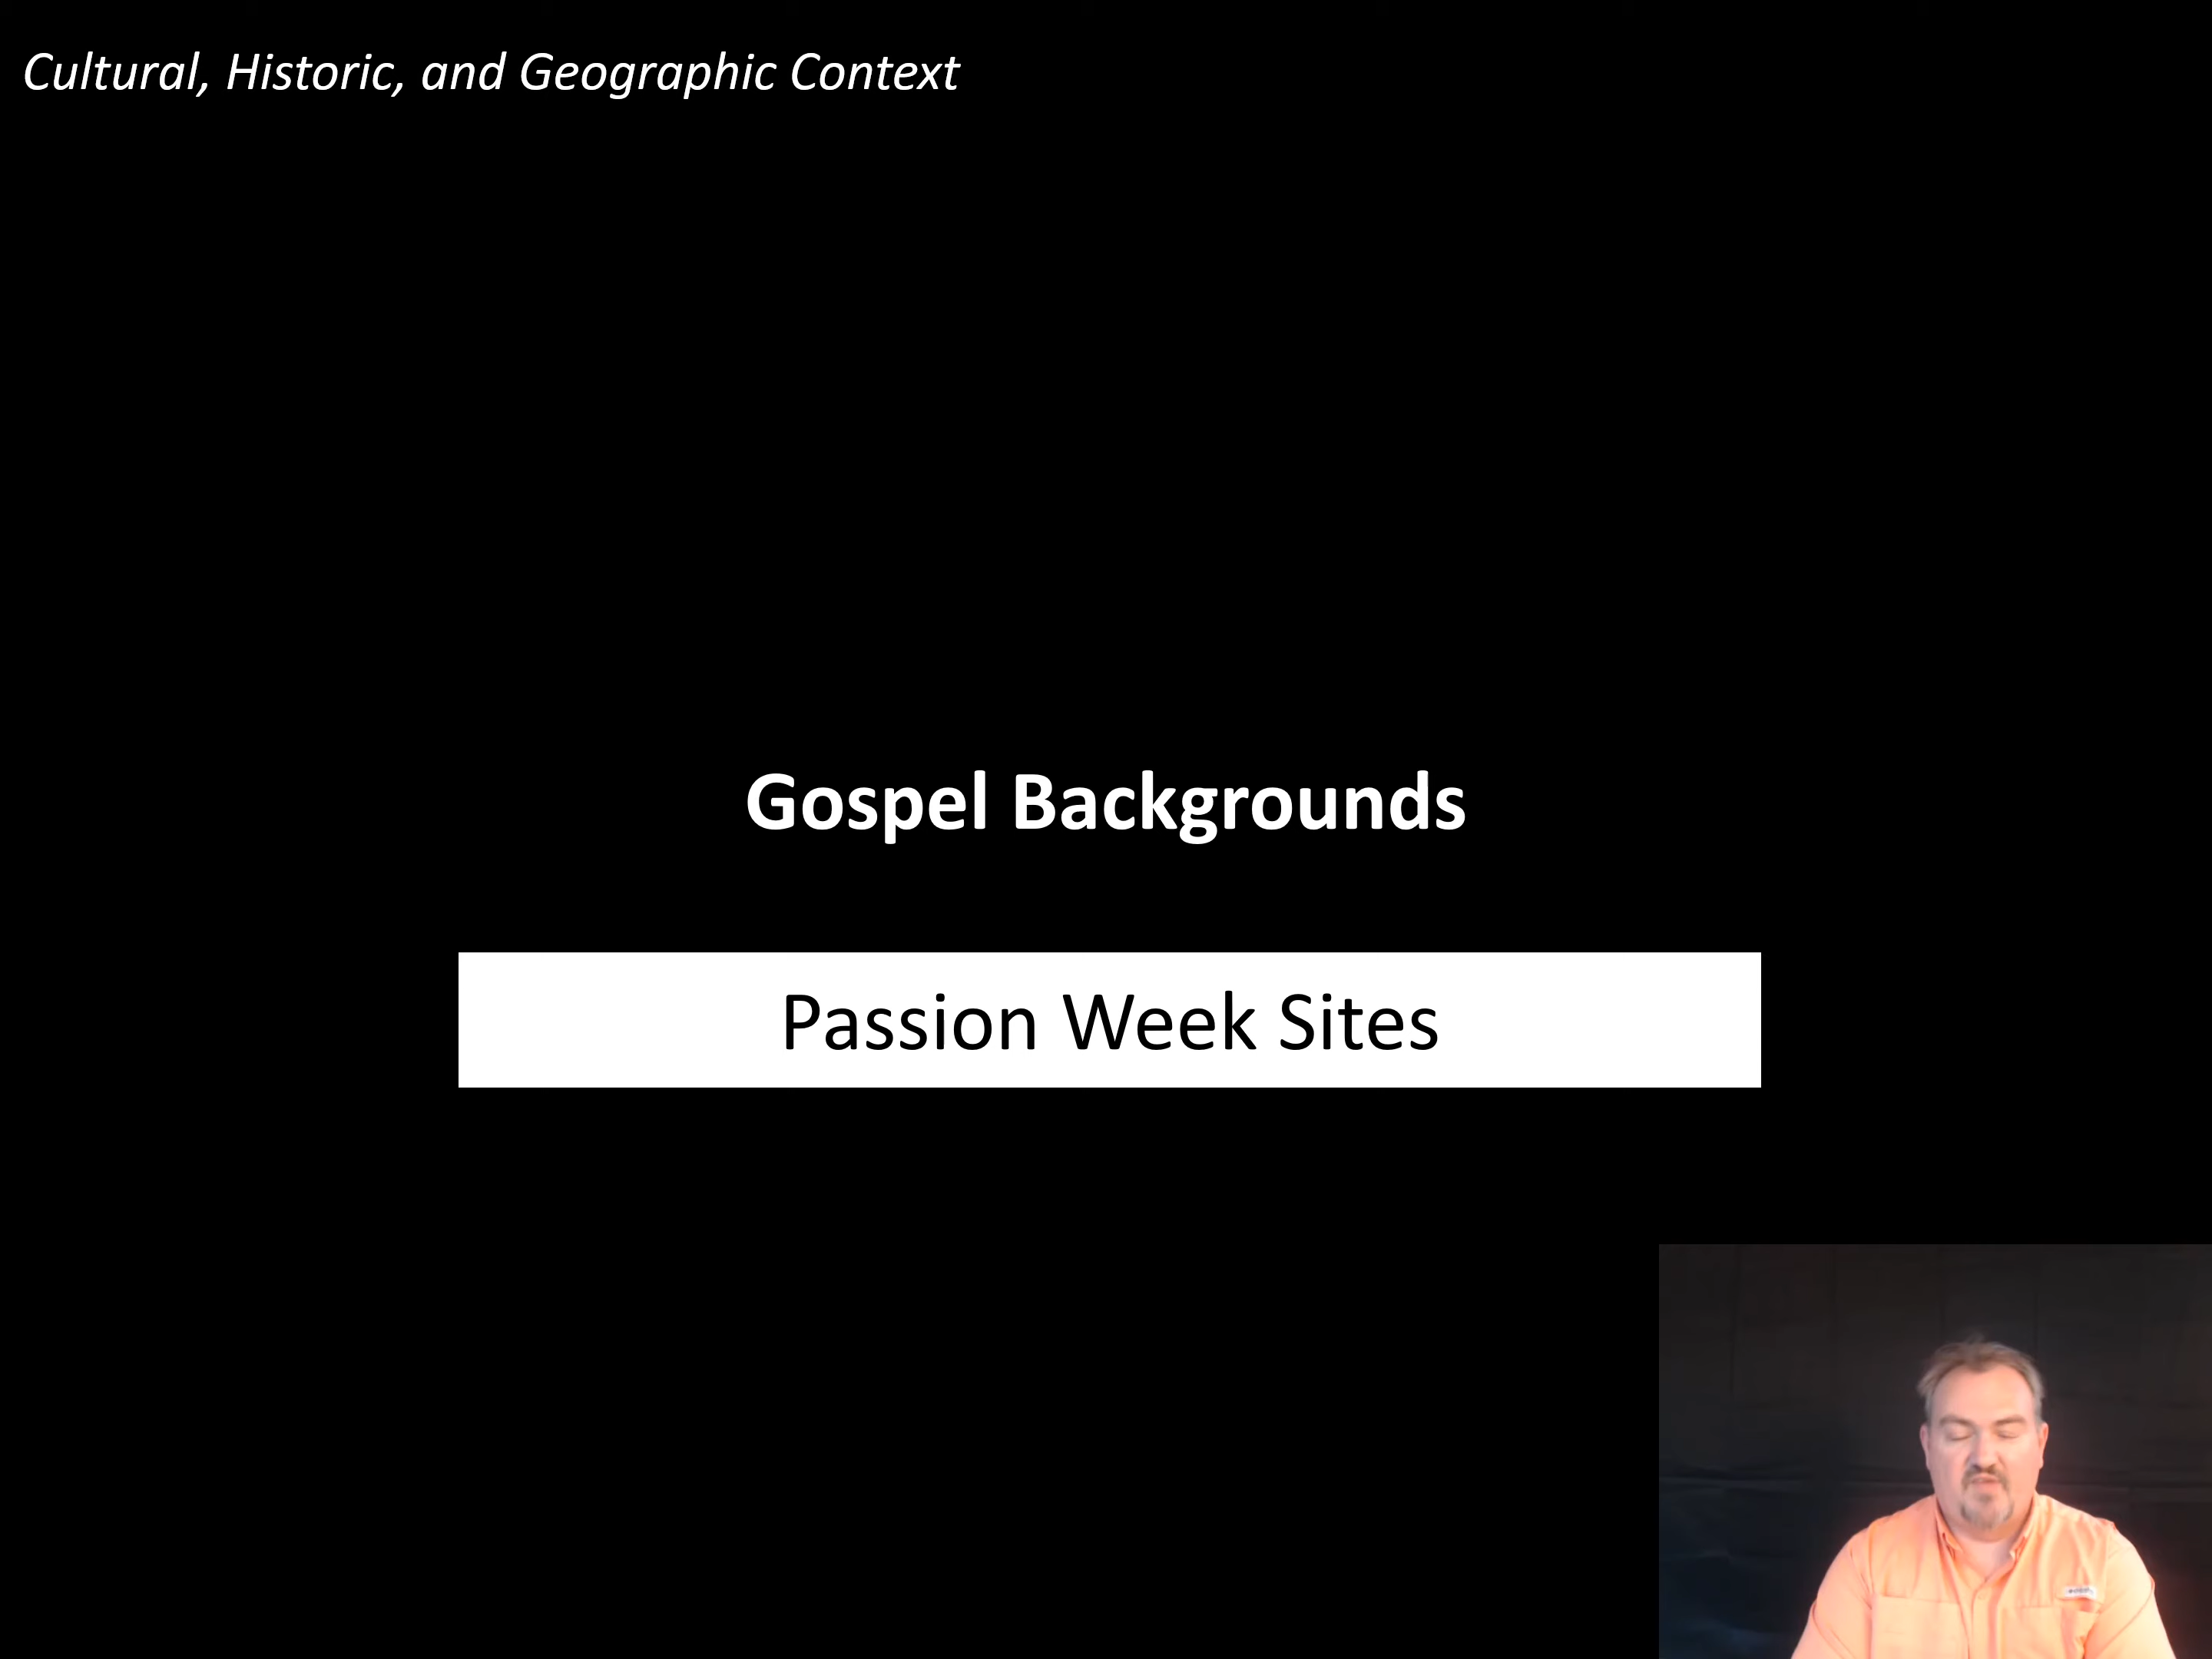 Cultural, Historic, and Geographic Context
Gospel Backgrounds
Passion Week Sites